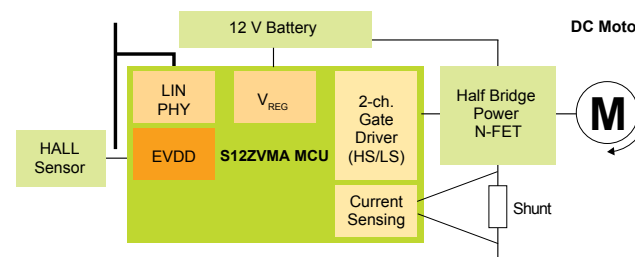 12 V Battery
DC Moto
LIN
PHY
VREG
2-ch.
Gate
Driver
(HS/LS)
Half Bridge
Power
N-FET
M
HALL
Sensor
EVDD
S12ZVMA MCU
Current
Sensing
Shunt